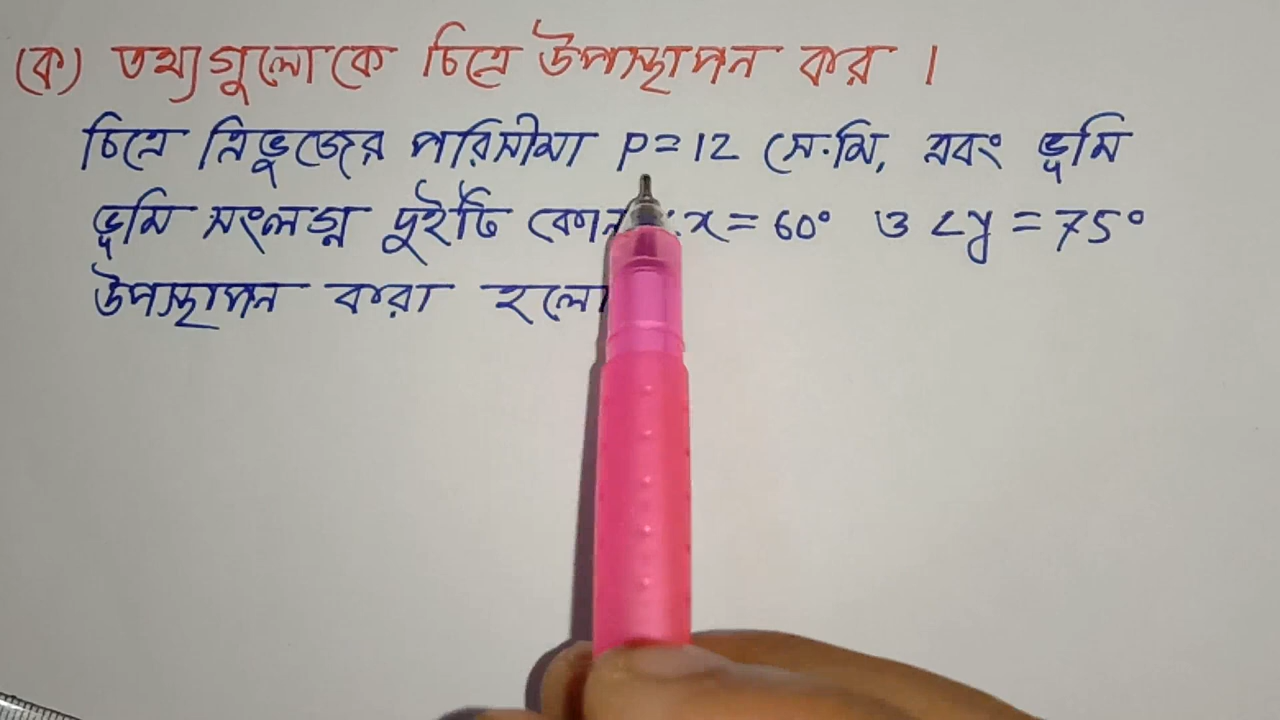 (ক) তথ্যগুলোকে চিত্রে উপস্থাপন কর ।
চিত্রে ত্রিভুজের পরিসীমা p=12 সে.মি, এবং ভূমি
ভূমি সংলগ্ন দুইটি কোন x = 60° ও <y = 75°
উপস্থাপন করা হলো